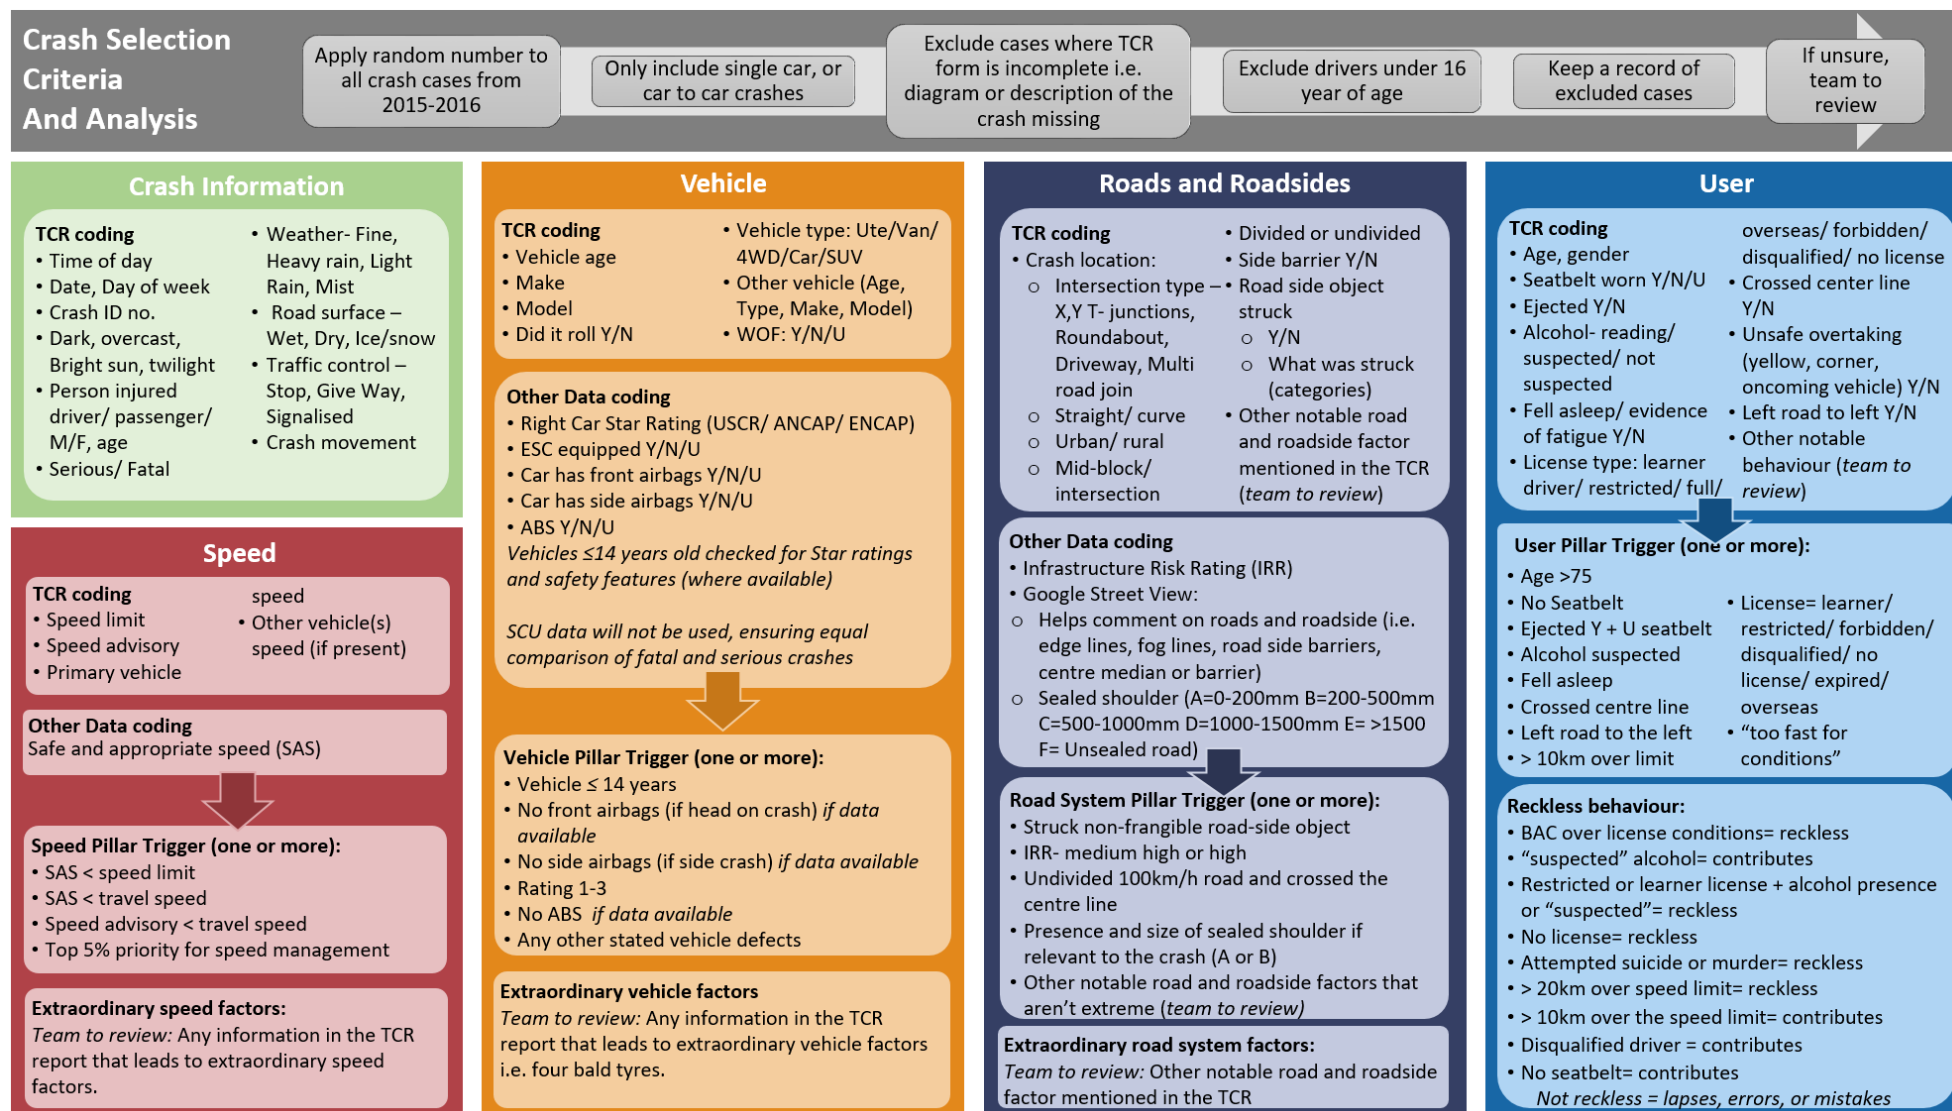 Crash Selection
Criteria
And Analysis
Apply random number to
all crash cases from
2015-2016
Only include single car, or
car to car crashes
Exclude cases where TCR
form is incomplete i.e.
diagram or description of the
crash missing
Exclude drivers under 16
year of age
Keep a record of
excluded cases
If unsure,
team to
review
Crash Information
TCR coding
• Time of day
• Date, Day of week
• Crash ID no.
• Dark, overcast,
Bright sun, twilight
• Person injured
driver/ passenger/
M/F, age
• Serious/ Fatal
• Weather- Fine,
Heavy rain, Light
Rain, Mist
• Road surface –
Wet, Dry, Ice/snow
• Traffic control –
Stop, Give Way,
Signalised
• Crash movement
Speed
TCR coding
• Speed limit
• Speed advisory
• Primary vehicle
speed
• Other vehicle(s)
speed (if present)
Other Data coding
Safe and appropriate speed (SAS)
Speed Pillar Trigger (one or more):
• SAS < speed limit
• SAS < travel speed
• Speed advisory < travel speed
• Top 5% priority for speed management
Extraordinary speed factors:
Team to review: Any information in the TCR
report that leads to extraordinary speed
factors.
Vehicle
TCR coding
• Vehicle age
• Make
• Model
• Did it roll Y/N
• Vehicle type: Ute/Van/
4WD/Car/SUV
• Other vehicle (Age,
Type, Make, Model)
• WOF: Y/N/U
Other Data coding
• Right Car Star Rating (USCR/ ANCAP/ ENCAP)
• ESC equipped Y/N/U
• Car has front airbags Y/N/U
• Car has side airbags Y/N/U
• ABS Y/N/U
Vehicles ≤14 years old checked for Star ratings
and safety features (where available)
SCU data will not be used, ensuring equal
comparison of fatal and serious crashes
Vehicle Pillar Trigger (one or more):
• Vehicle ≤ 14 years
• No front airbags (if head on crash) if data
available
• No side airbags (if side crash) if data available
• Rating 1-3
• No ABS if data available
• Any other stated vehicle defects
Extraordinary vehicle factors
Team to review: Any information in the TCR
report that leads to extraordinary vehicle factors
i.e. four bald tyres.
Roads and Roadsides
TCR coding
• Crash location:
o Intersection type –
X,Y T- junctions,
Roundabout,
Driveway, Multi
road join
o Straight/ curve
o Urban/ rural
o Mid-block/
intersection
• Divided or undivided
• Side barrier Y/N
• Road side object
struck
o Y/N
o What was struck
(categories)
• Other notable road
and roadside factor
mentioned in the TCR
(team to review)
Other Data coding
• Infrastructure Risk Rating (IRR)
• Google Street View:
o Helps comment on roads and roadside (i.e.
edge lines, fog lines, road side barriers,
centre median or barrier)
o Sealed shoulder (A=0-200mm B=200-500mm
C=500-1000mm D=1000-1500mm E= >1500
F= Unsealed road)
Road System Pillar Trigger (one or more):
• Struck non-frangible road-side object
• IRR- medium high or high
• Undivided 100km/h road and crossed the
centre line
• Presence and size of sealed shoulder if
relevant to the crash (A or B)
• Other notable road and roadside factors that
aren't extreme (team to review)
Extraordinary road system factors:
Team to review: Other notable road and roadside
factor mentioned in the TCR
User
TCR coding
• Age, gender
• Seatbelt worn Y/N/U
• Ejected Y/N
• Alcohol- reading/
suspected/ not
suspected
• Fell asleep/ evidence
of fatigue Y/N
• License type: learner
driver/ restricted/ full/
overseas/ forbidden/
disqualified/ no license
• Crossed center line
Y/N
• Unsafe overtaking
(yellow, corner,
oncoming vehicle) Y/N
• Left road to left Y/N
• Other notable
behaviour (team to
review)
User Pillar Trigger (one or more):
• Age >75
• No Seatbelt
• Ejected Y + U seatbelt
• Alcohol suspected
• Fell asleep
• Crossed centre line
• Left road to the left
• > 10km over limit
• License= learner/
restricted/ forbidden/
disqualified/ no
license/ expired/
overseas
• “too fast for
conditions”
Reckless behaviour:
• BAC over license conditions= reckless
• “suspected” alcohol= contributes
• Restricted or learner license + alcohol presence
or “suspected”= reckless
• No license= reckless
• Attempted suicide or murder= reckless
• > 20km over speed limit= reckless
• > 10km over the speed limit= contributes
• Disqualified driver = contributes
• No seatbelt= contributes
Not reckless = lapses, errors, or mistakes